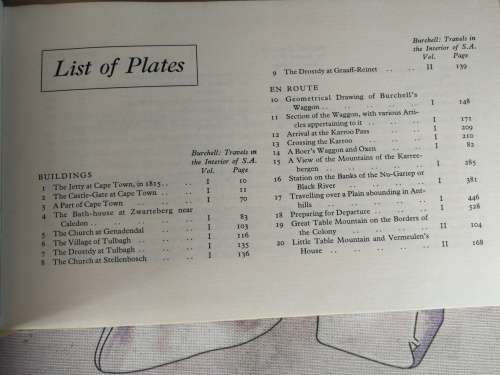 List of Plates
Burchell: Travels in
the Interior of S.A.
Vol. Page
BUILDINGS
1 The Jetty at Cape Town, in 1815 .. .. I 10
2 The Castle-Gate at Cape Town .. .. I 11
3 A Part of Cape Town .. .. I 70
4 The Bath-house at Zwarteberg near
Caledon .. .. .. .. I 83
5 The Church at Genadendal .. .. I 103
6 The Village of Tulbagh .. .. .. I 116
7 The Drostdy at Tulbagh .. .. .. I 135
8 The Church at Stellenbosch .. .. I 136
Burchell: Travels in
the Interior of S.A.
Vol. Page
9 The Drostdy at Graaff-Reinet .. .. II 139
EN ROUTE
10 Geometrical Drawing of Burchell's
Waggon .. .. .. .. .. I 148
11 Section of the Waggon, with various Arti-
cles appertaining to it .. .. .. .. I 171
12 Arrival at the Karroo Pass .. .. I 209
13 Crossing the Karroo .. .. .. I 210
14 A Boer's Waggon and Oxen .. .. I 82
15 A View of the Mountains of the Karree-
bergen .. .. .. .. .. I 285
16 Station on the Banks of the Nu-Gariep or
Black River .. .. .. .. I 381
17 Travelling over a Plain abounding in Ant-
hills .. .. .. .. .. I 446
18 Preparing for Departure .. .. .. I 528
19 Great Table Mountain on the Borders of
the Colony .. .. .. .. II 104
20 Little Table Mountain and Vermeulen's
House .. .. .. .. .. II 168